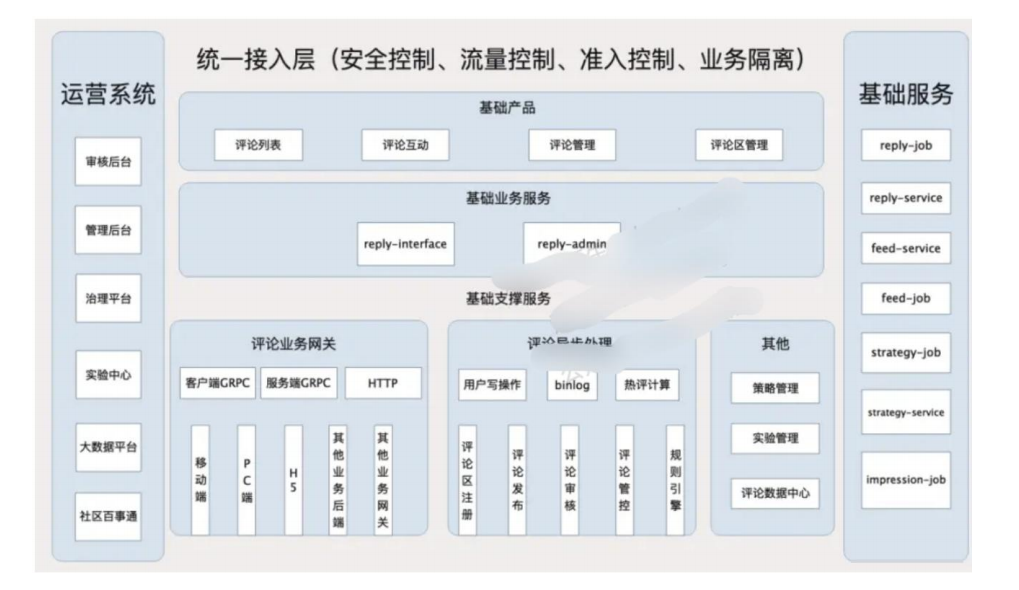 统一接入层（安全控制、流量控制、准入控制、业务隔离）
运营系统
审核后台
管理后台
治理平台
实验中心
大数据平台
社区百事通
基础产品
评论列表
评论互动
评论管理
评论区管理
基础业务服务
reply-interface
reply-admin
基础支撑服务
评论业务网关
客户端GRPC
服务端GRPC
HTTP
移动端
PC端
H5
其他业务后端
其他业务网关
评论异步处理
用户写操作
binlog
热评计算
评论区注册
评论发布
评论审核
评论管控
规则引擎
其他
策略管理
实验管理
评论数据中心
基础服务
reply-job
reply-service
feed-service
feed-job
strategy-job
strategy-service
impression-job